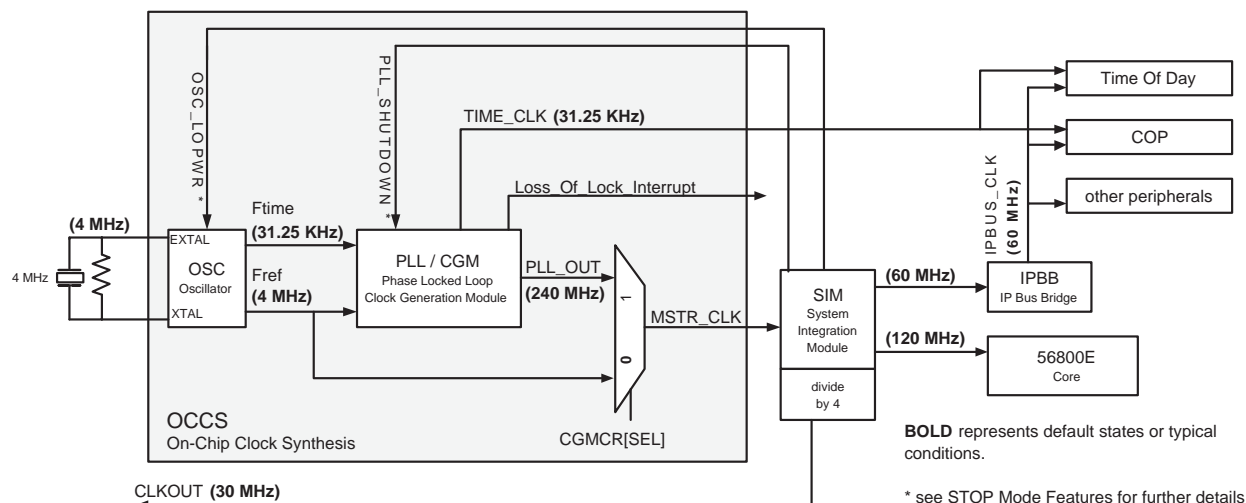 OSC_LOPWR *
PLL_SHUTDOWN *
TIME_CLK (31.25 KHz)
Loss_Of_Lock_Interrupt
Time Of Day
COP
other peripherals
IPBUS_CLK
(60 MHz)
(4 MHz)
4 MHz
EXTAL
OSC
Oscillator
XTAL
Ftime
(31.25 KHz)
Fref
(4 MHz)
PLL / CGM
Phase Locked Loop
Clock Generation Module
PLL_OUT
(240 MHz)
1
0
MSTR_CLK
CGMCR[SEL]
SIM
System
Integration
Module
divide
by 4
(60 MHz)
IPBB
IP Bus Bridge
(120 MHz)
56800E
Core
OCCS
On-Chip Clock Synthesis
BOLD represents default states or typical
conditions.
* see STOP Mode Features for further details
CLKOUT (30 MHz)